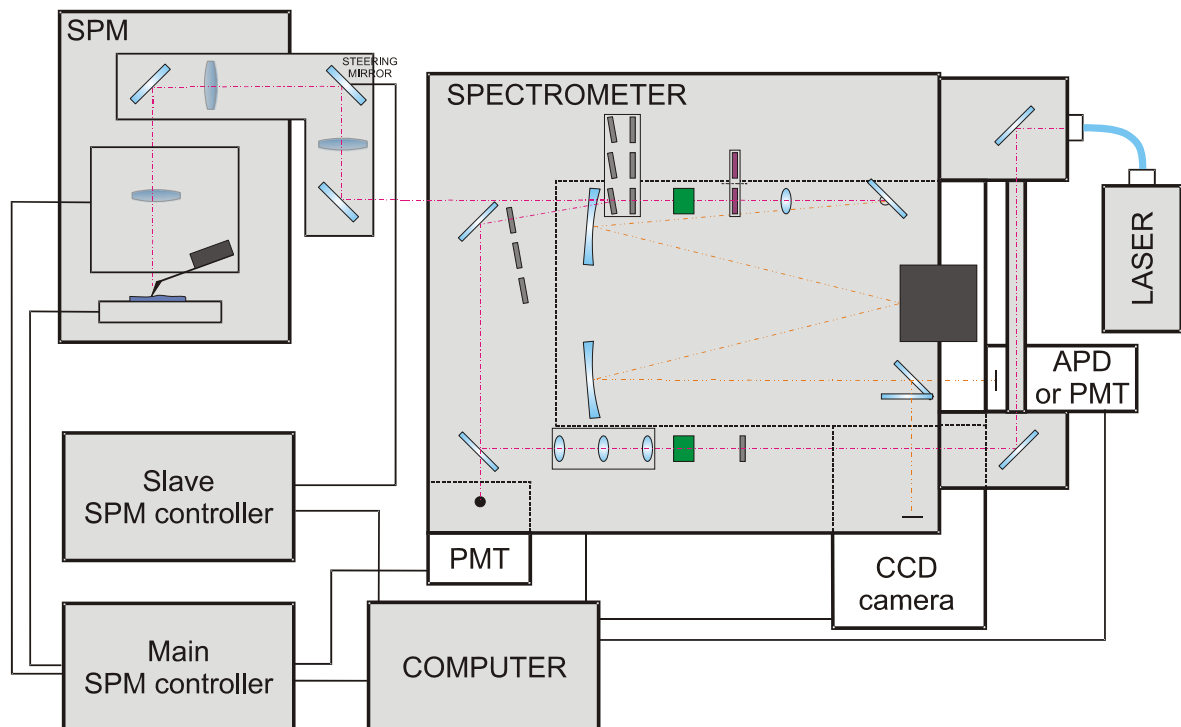 SPM
STEERING
MIRROR
SPECTROMETER
LASER
APD
or PMT
Slave
SPM controller
PMT
CCD
camera
Main
SPM controller
COMPUTER